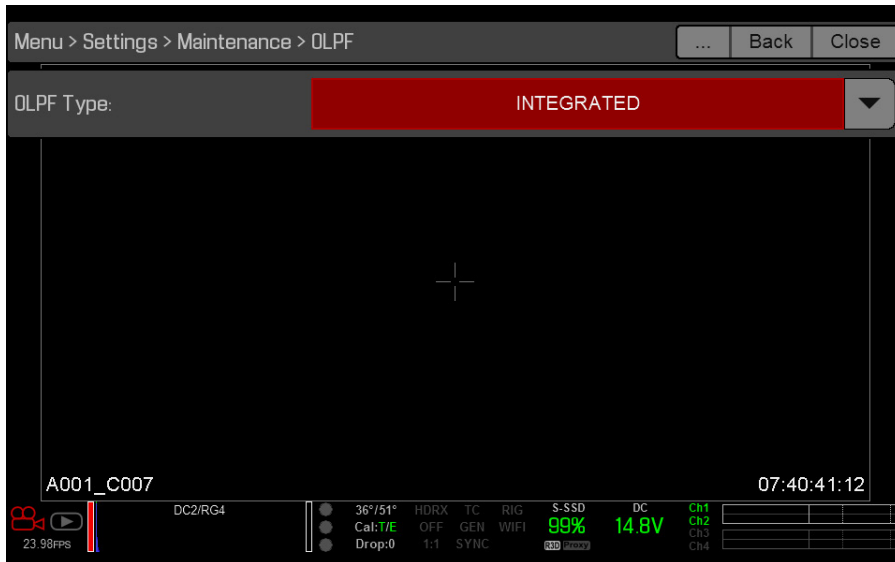 Menu > Settings > Maintenance > OLPF
... Back Close
OLPF Type: INTEGRATED
A001_C007 07:40:41:12
DC2/RG4 36°/51° HDRX TC RIG S-SSD DC Ch1
Cal:T/E OFF GEN WIFI 99% 14.8V Ch2
23.98FPS Drop:0 1:1 SYNC R3D Proxy Ch3
Ch4